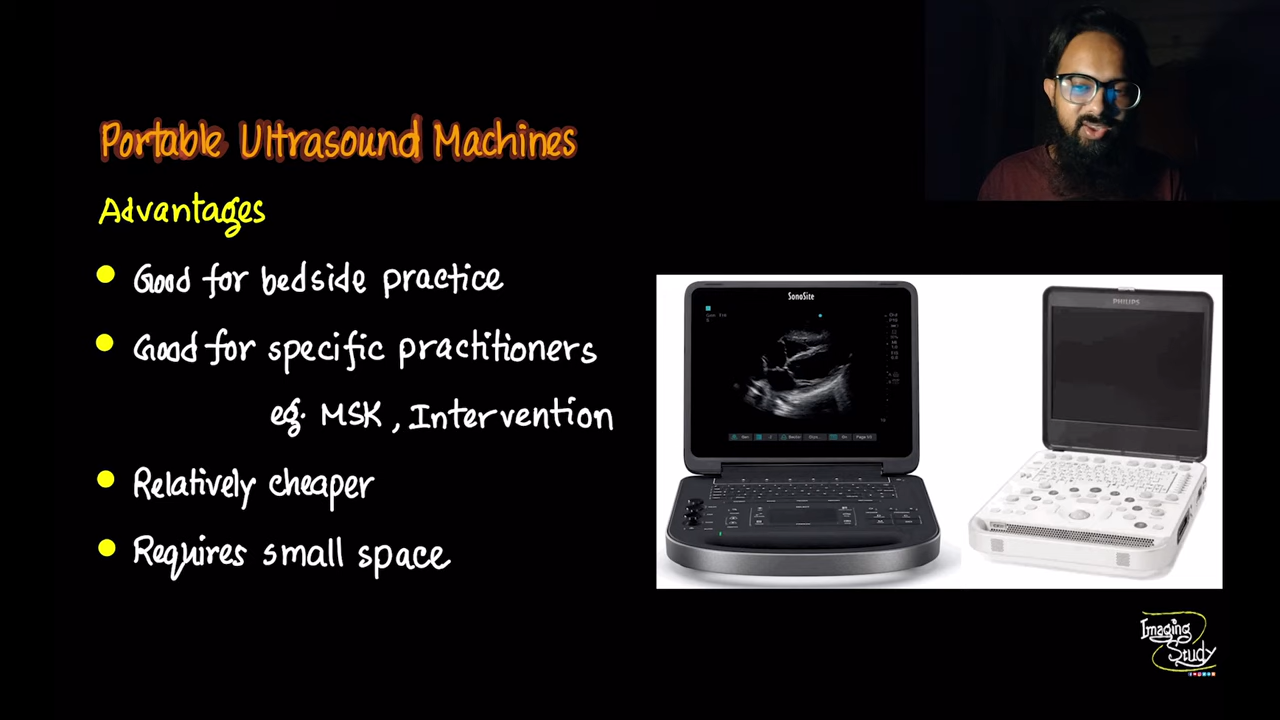 Portable Ultrasound Machines
Advantages
Good for bedside practice
Good for specific practitioners
eg. MSK, Intervention
Relatively cheaper
Requires small space
SonoSite
PHILIPS
Imaging
Study